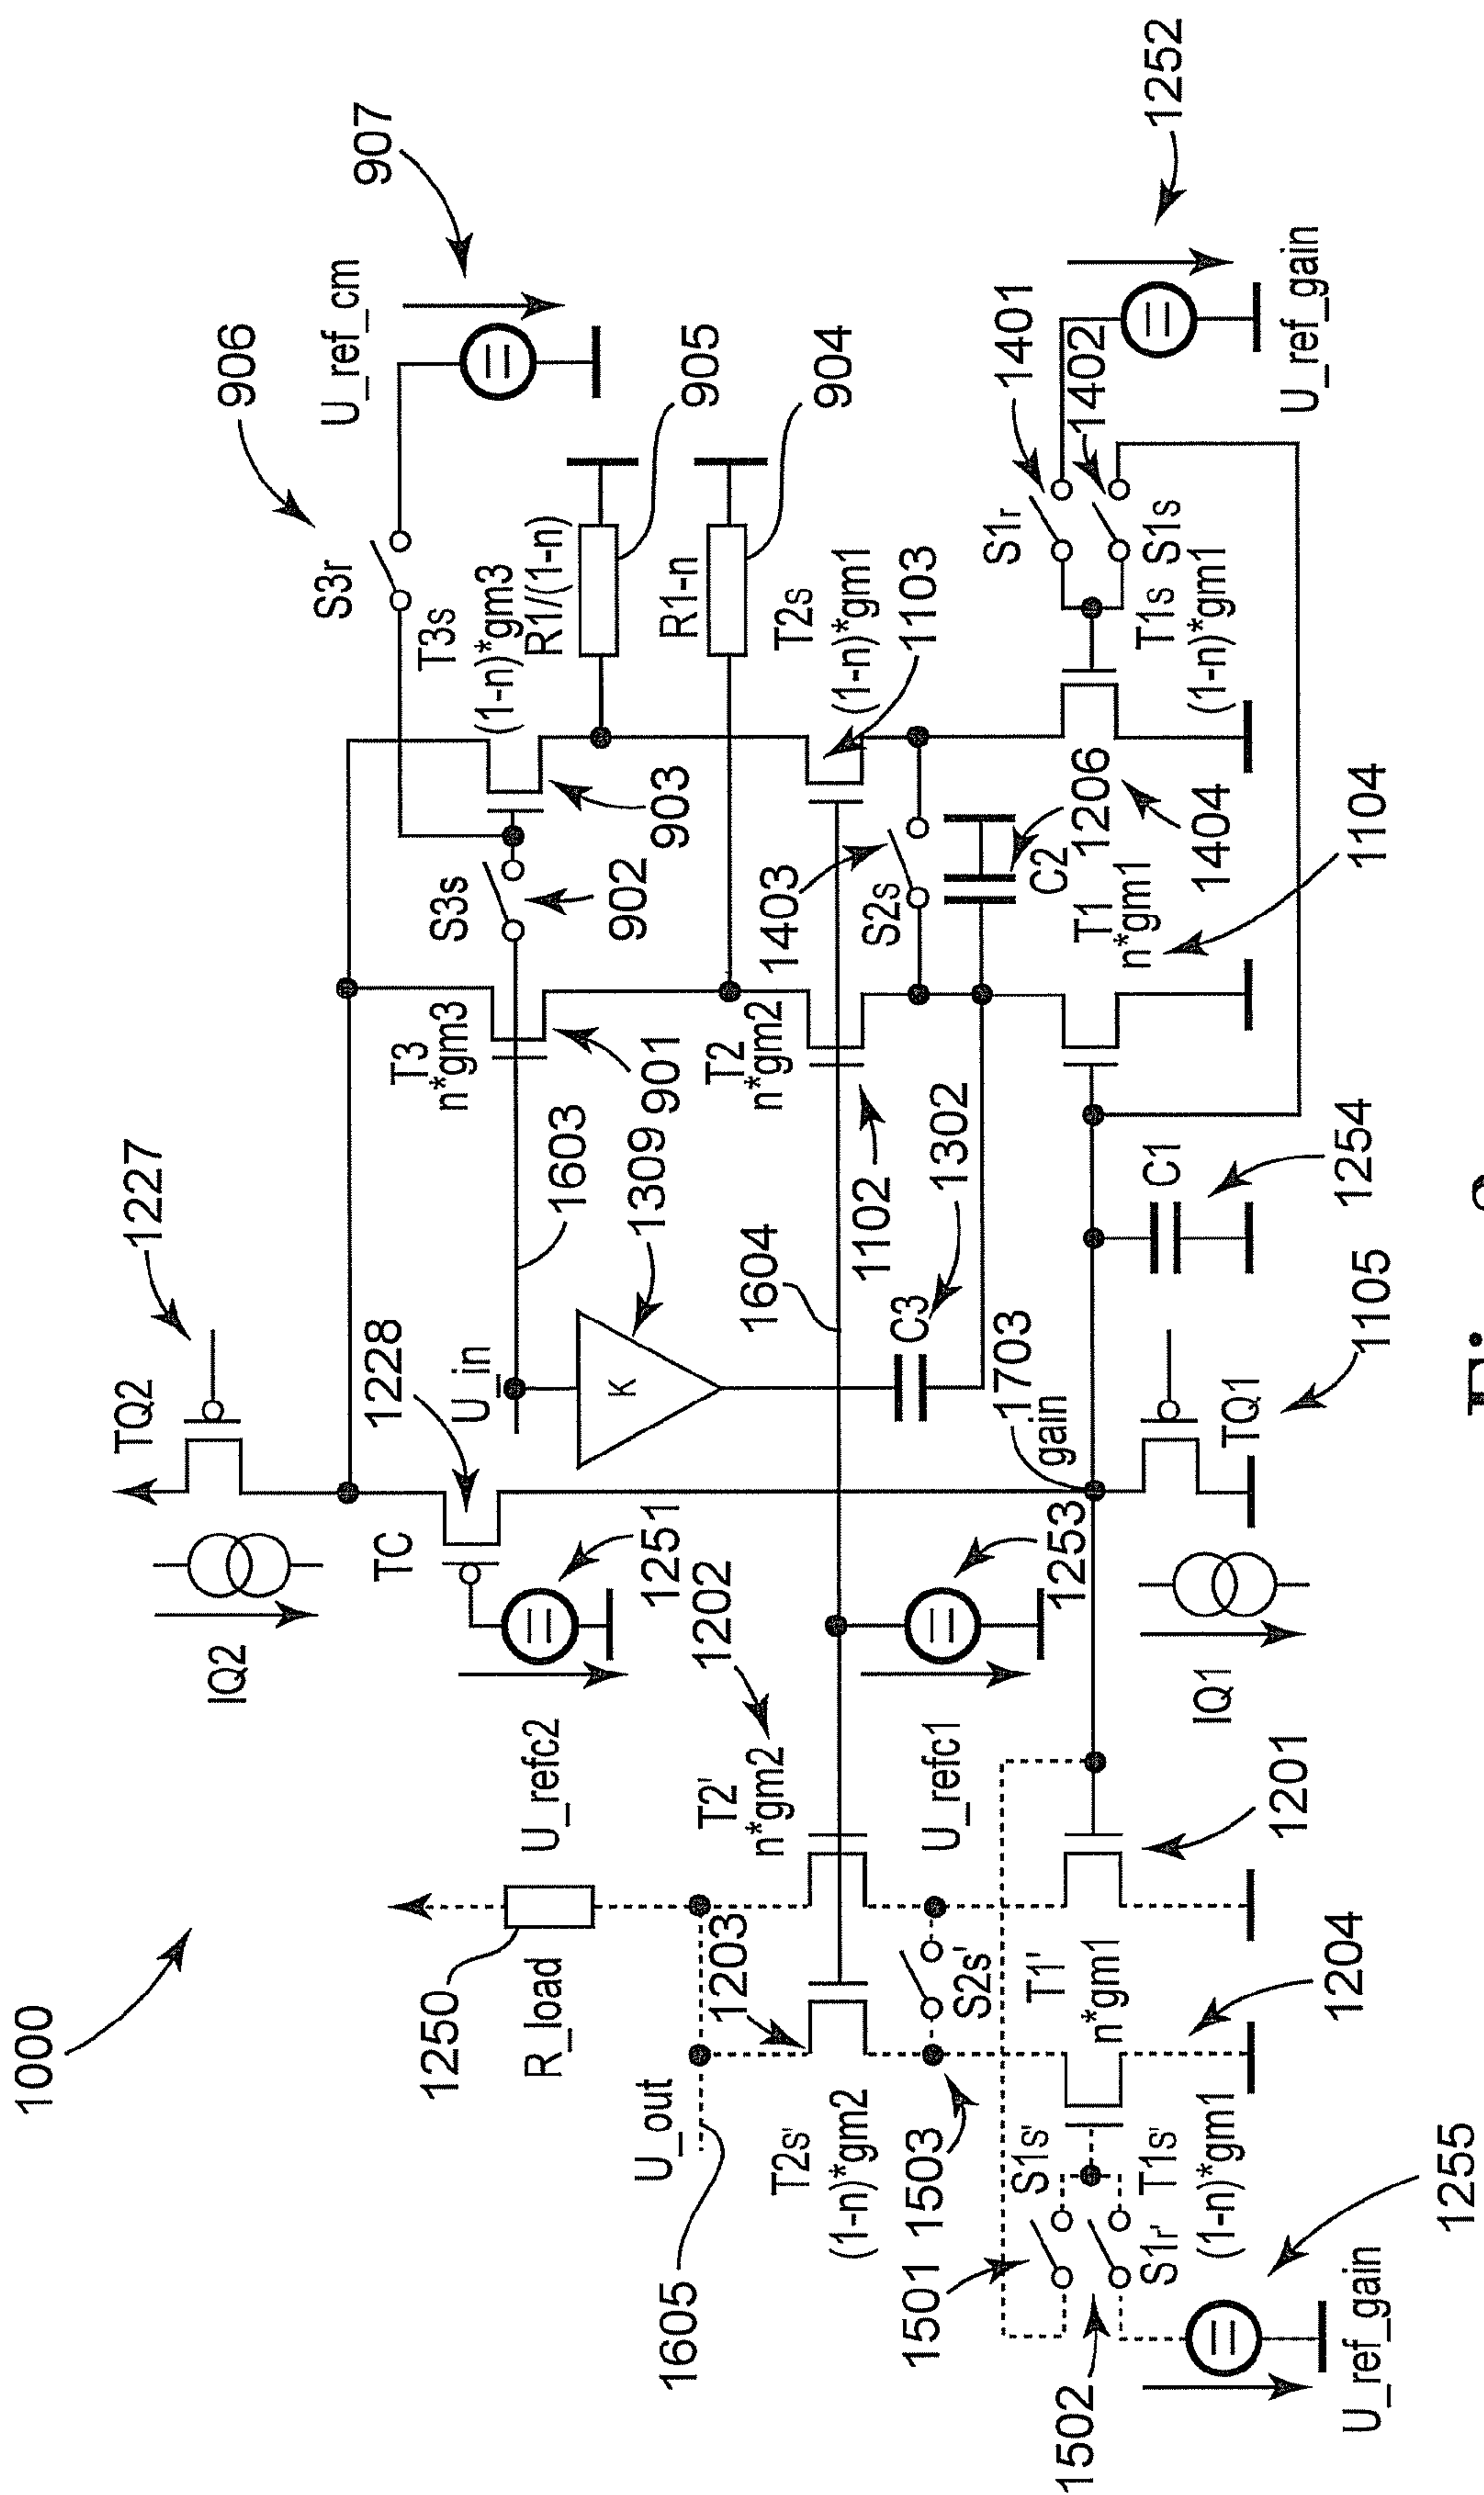 1000
TQ2
1227
IQ2
TC
1228
U_in
T3
n*gm3
S3s
902
903
T3s
(1-n)*gm3
S3r
906
U_ref_cm
907
R1/(1-n)
905
R1-n
904
1250
R_load
U_refc2
1251
1202
K
1309
1603
901
T2
n*gm2
T2s
(1-n)*gm1
1103
U_out
1605
1203
T2'
n*gm2
T2s'
(1-n)*gm2
1604
1102
1403
S2s
U_refc1
1253
C3
1302
C2
1206
1503
S2s'
1501
S1s'
1502
S1r'
T1s'
(1-n)*gm1
1204
T1'
n*gm1
1201
1703
gain
T1
n*gm1
1404
1104
S1r
S1s
1401
1402
T1s
(1-n)*gm1
1252
U_ref_gain
C1
1254
TQ1
1105
IQ1
1255
U_ref_gain